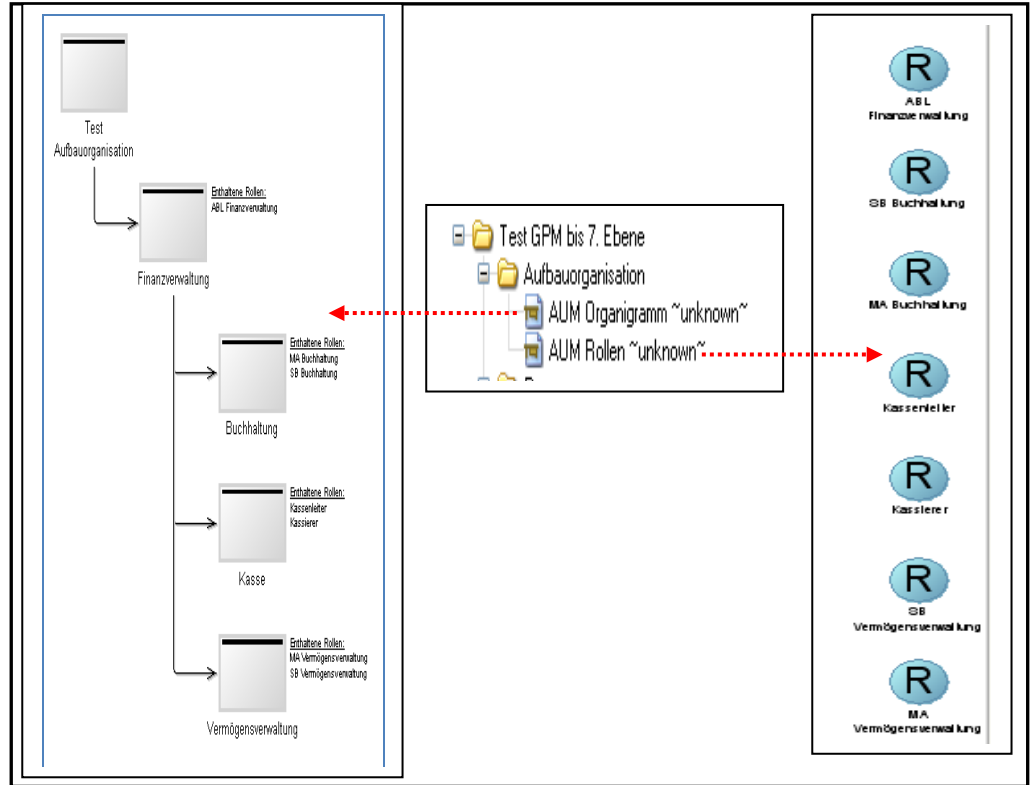 Test
Aufbauorganisation
Enthaltene Rollen:
ABL Finanzverwaltung
Finanzverwaltung
Enthaltene Rollen:
MA Buchhaltung
SB Buchhaltung
Buchhaltung
Enthaltene Rollen:
Kassenleiter
Kassierer
Kasse
Enthaltene Rollen:
MA Vermögensverwaltung
SB Vermögensverwaltung
Vermögensverwaltung
Test GPM bis 7. Ebene
Aufbauorganisation
AUM Organigramm ~unknown~
AUM Rollen ~unknown~
R
ABL
Finanzverwaltung
R
SB Buchhaltung
R
MA Buchhaltung
R
Kassenleiter
R
Kassierer
R
SB
Vermögensverwaltung
R
MA
Vermögensverwaltung